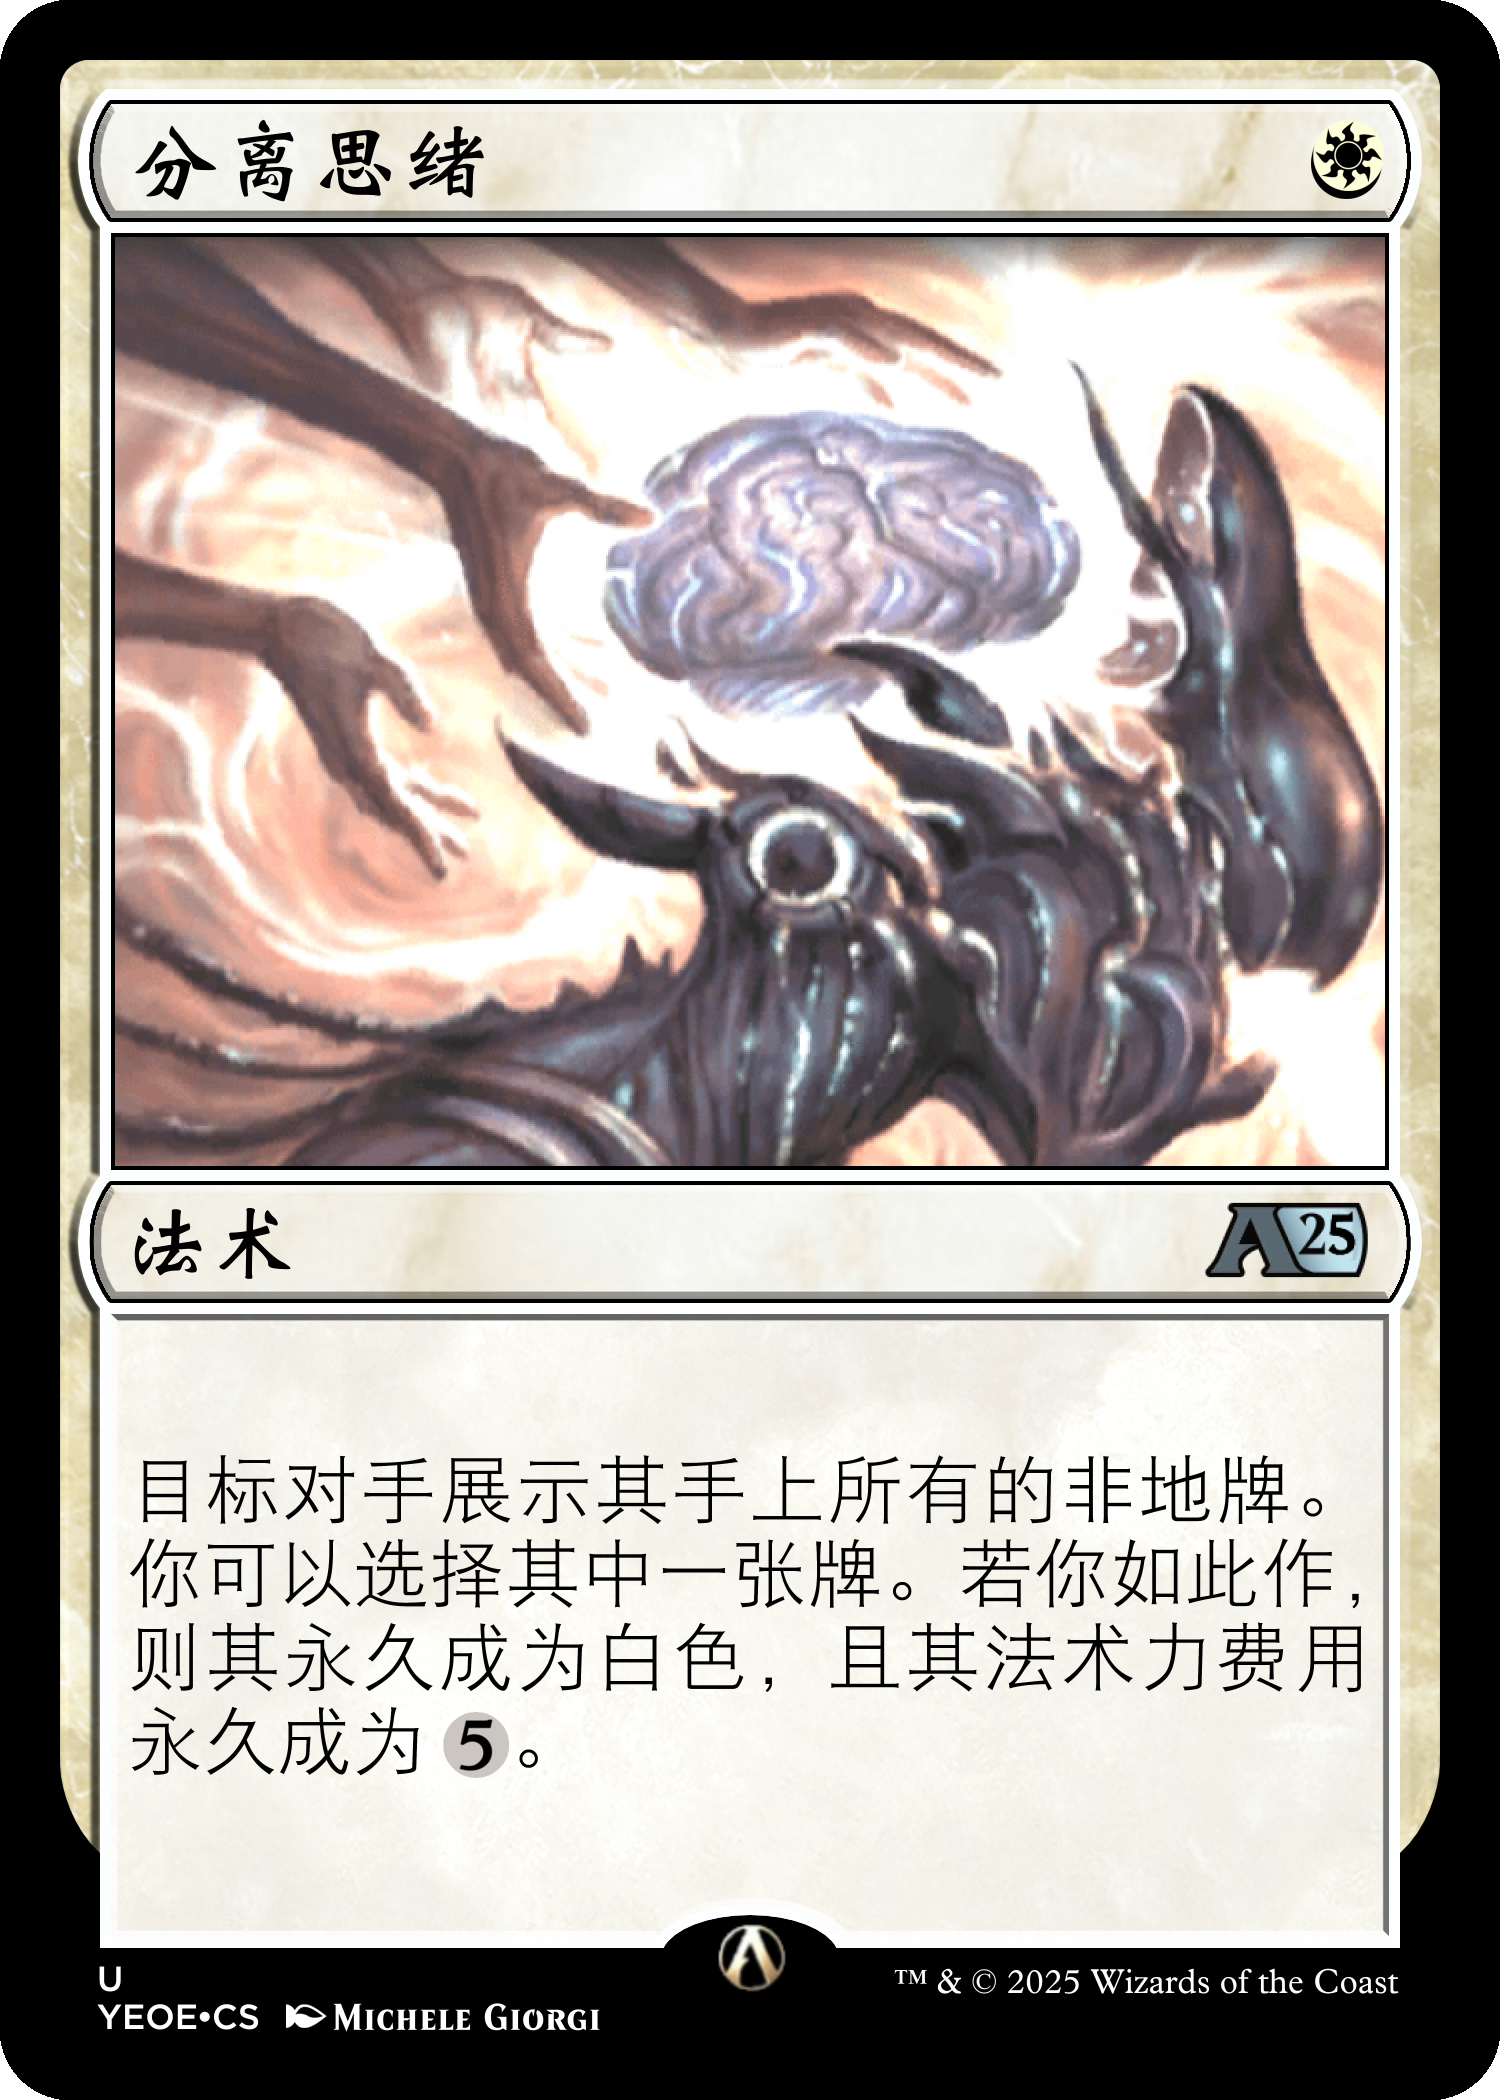 分离思绪
法术
A25
目标对手展示其手上所有的非地牌。
你可以选择其中一张牌。若你如此作,
则其永久成为白色，且其法术力费用
永久成为 5。
U
YEOE•CS MICHELE GIORGI
™ & © 2025 Wizards of the Coast